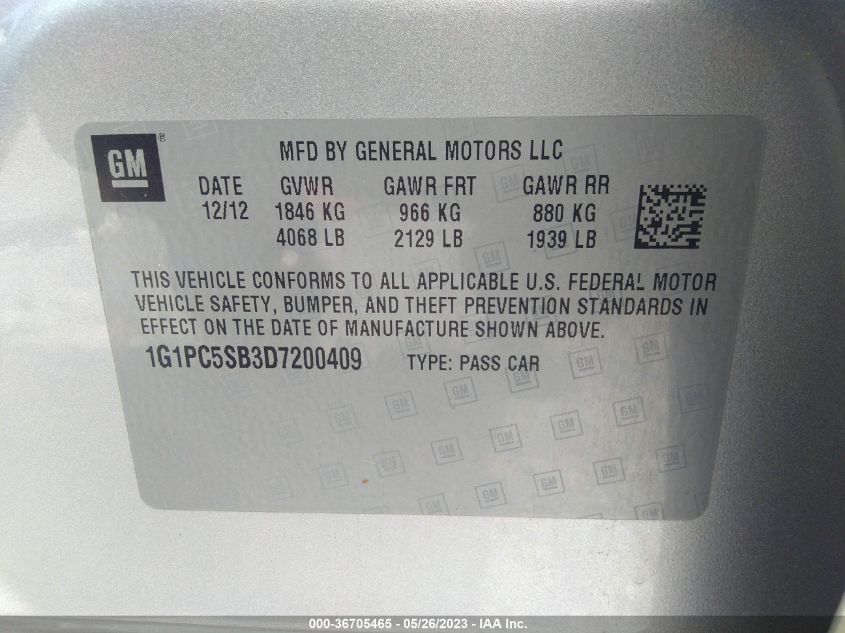 GM ®
MFD BY GENERAL MOTORS LLC
DATE GVWR GAWR FRT GAWR RR
12/12 1846 KG 966 KG 880 KG
4068 LB 2129 LB 1939 LB
THIS VEHICLE CONFORMS TO ALL APPLICABLE U.S. FEDERAL MOTOR
VEHICLE SAFETY, BUMPER, AND THEFT PREVENTION STANDARDS IN
EFFECT ON THE DATE OF MANUFACTURE SHOWN ABOVE.
1G1PC5SB3D7200409 TYPE: PASS CAR
000-36705465 - 05/26/2023 - IAA Inc.